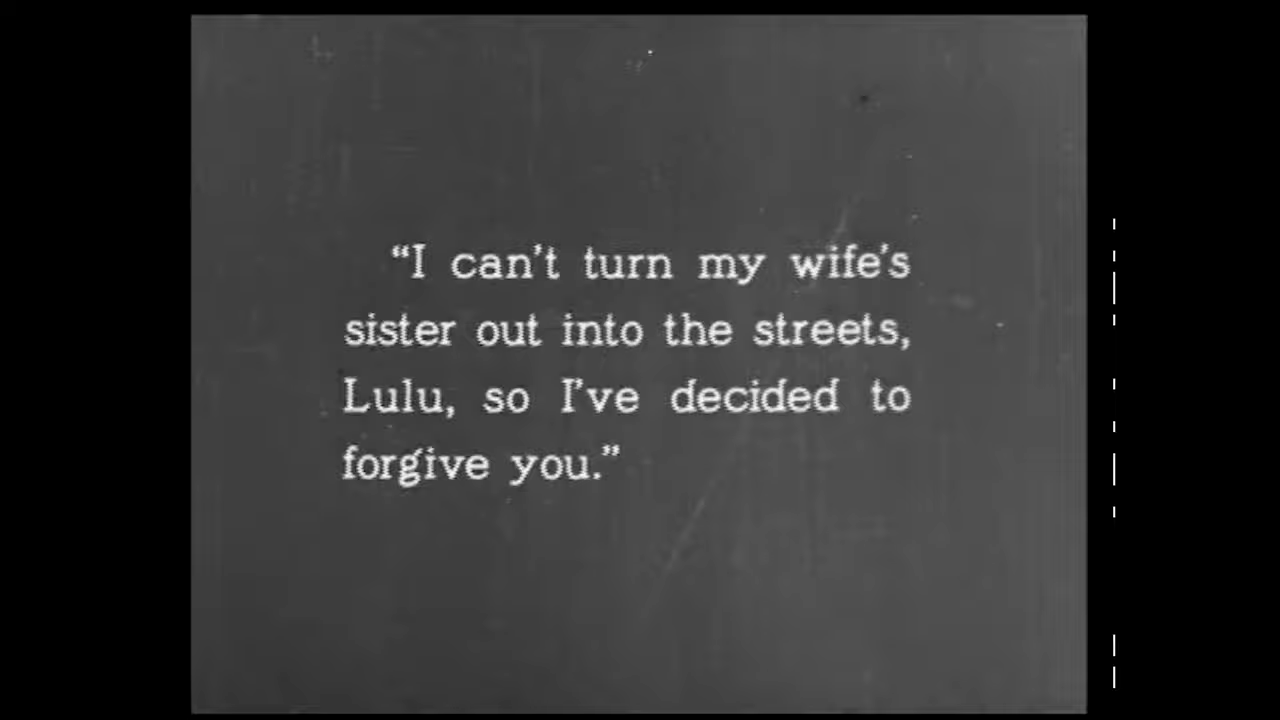 “I can't turn my wife's
sister out into the streets,
Lulu, so I've decided to
forgive you.”